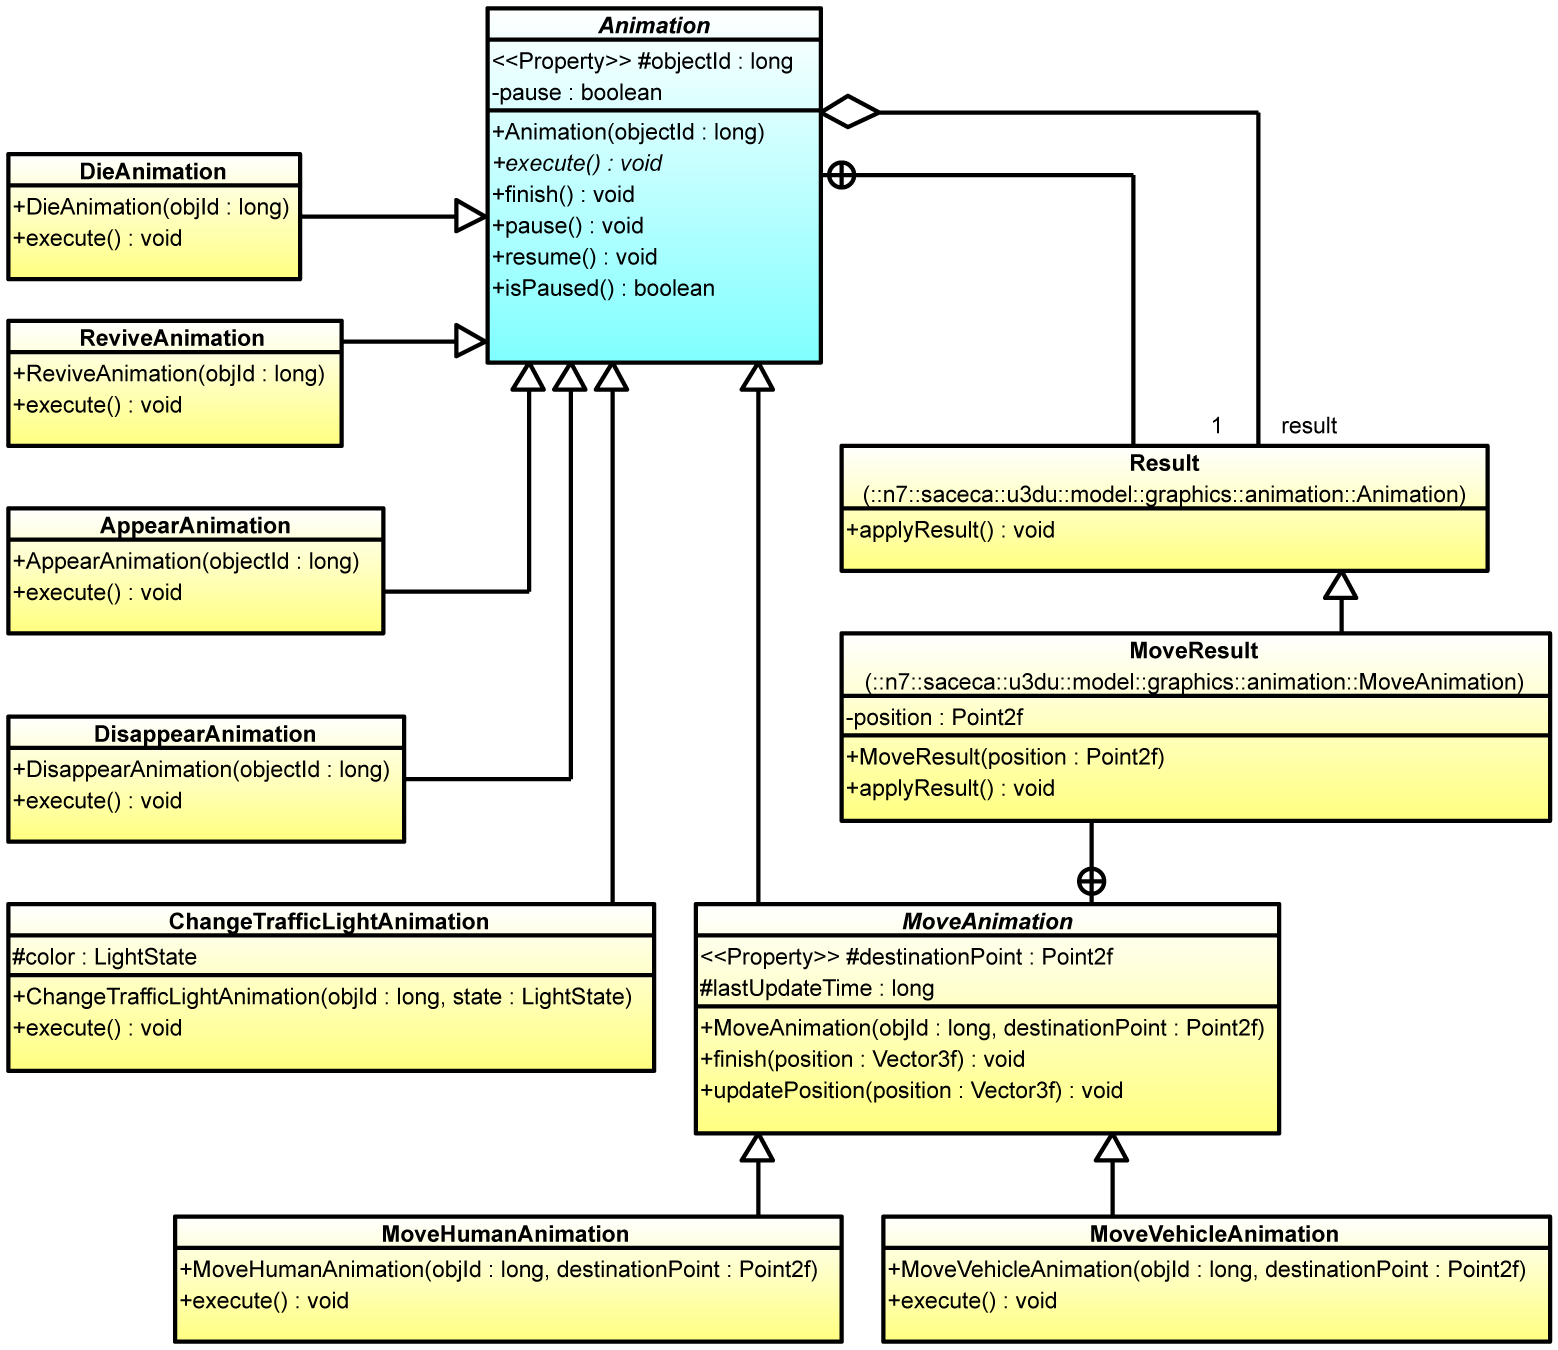 Animation
<<Property>> #objectId : long
-pause : boolean
+Animation(objectId : long)
+execute() : void
+finish() : void
+pause() : void
+resume() : void
+isPaused() : boolean
DieAnimation
+DieAnimation(objId : long)
+execute() : void
ReviveAnimation
+ReviveAnimation(objId : long)
+execute() : void
1
result
Result
(::n7::saceca::u3du::model::graphics::animation::Animation)
+applyResult() : void
AppearAnimation
+AppearAnimation(objectId : long)
+execute() : void
MoveResult
(::n7::saceca::u3du::model::graphics::animation::MoveAnimation)
-position : Point2f
+MoveResult(position : Point2f)
+applyResult() : void
DisappearAnimation
+DisappearAnimation(objectId : long)
+execute() : void
ChangeTrafficLightAnimation
#color : LightState
+ChangeTrafficLightAnimation(objId : long, state : LightState)
+execute() : void
MoveAnimation
<<Property>> #destinationPoint : Point2f
#lastUpdateTime : long
+MoveAnimation(objId : long, destinationPoint : Point2f)
+finish(position : Vector3f) : void
+updatePosition(position : Vector3f) : void
MoveHumanAnimation
+MoveHumanAnimation(objId : long, destinationPoint : Point2f)
+execute() : void
MoveVehicleAnimation
+MoveVehicleAnimation(objId : long, destinationPoint : Point2f)
+execute() : void